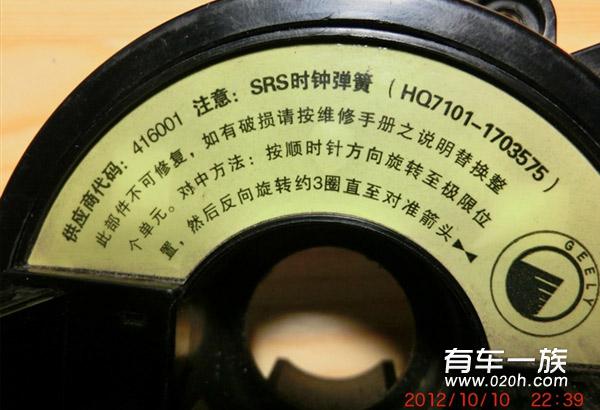 供应商代码: 416001 注意: SRS时钟弹簧 (HQ7101-1703575)
此部件不可修复，如有破损请按维修手册之说明替换整
个单元。对中方法：按顺时针方向旋转至极限位
置，然后反向旋转约3圈直至对准箭头
GEELY
有车一族
www.02oh.com
2012/10/10 22:39